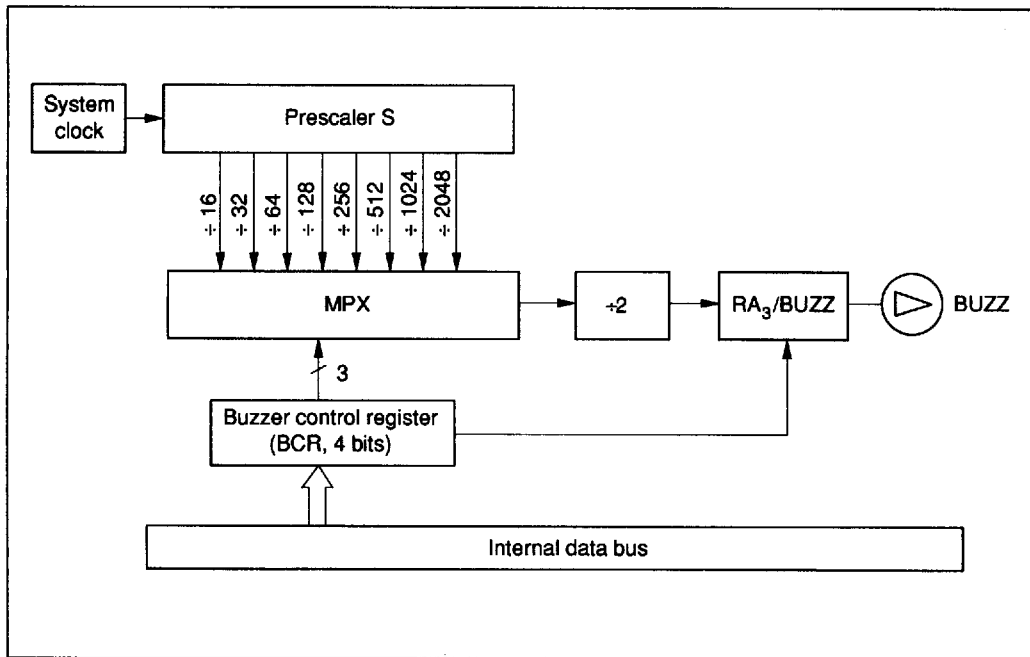 System
clock
Prescaler S
÷ 16
÷ 32
÷ 64
÷ 128
÷ 256
÷ 512
÷ 1024
÷ 2048
MPX
÷2
RA₃/BUZZ
BUZZ
3
Buzzer control register
(BCR, 4 bits)
Internal data bus